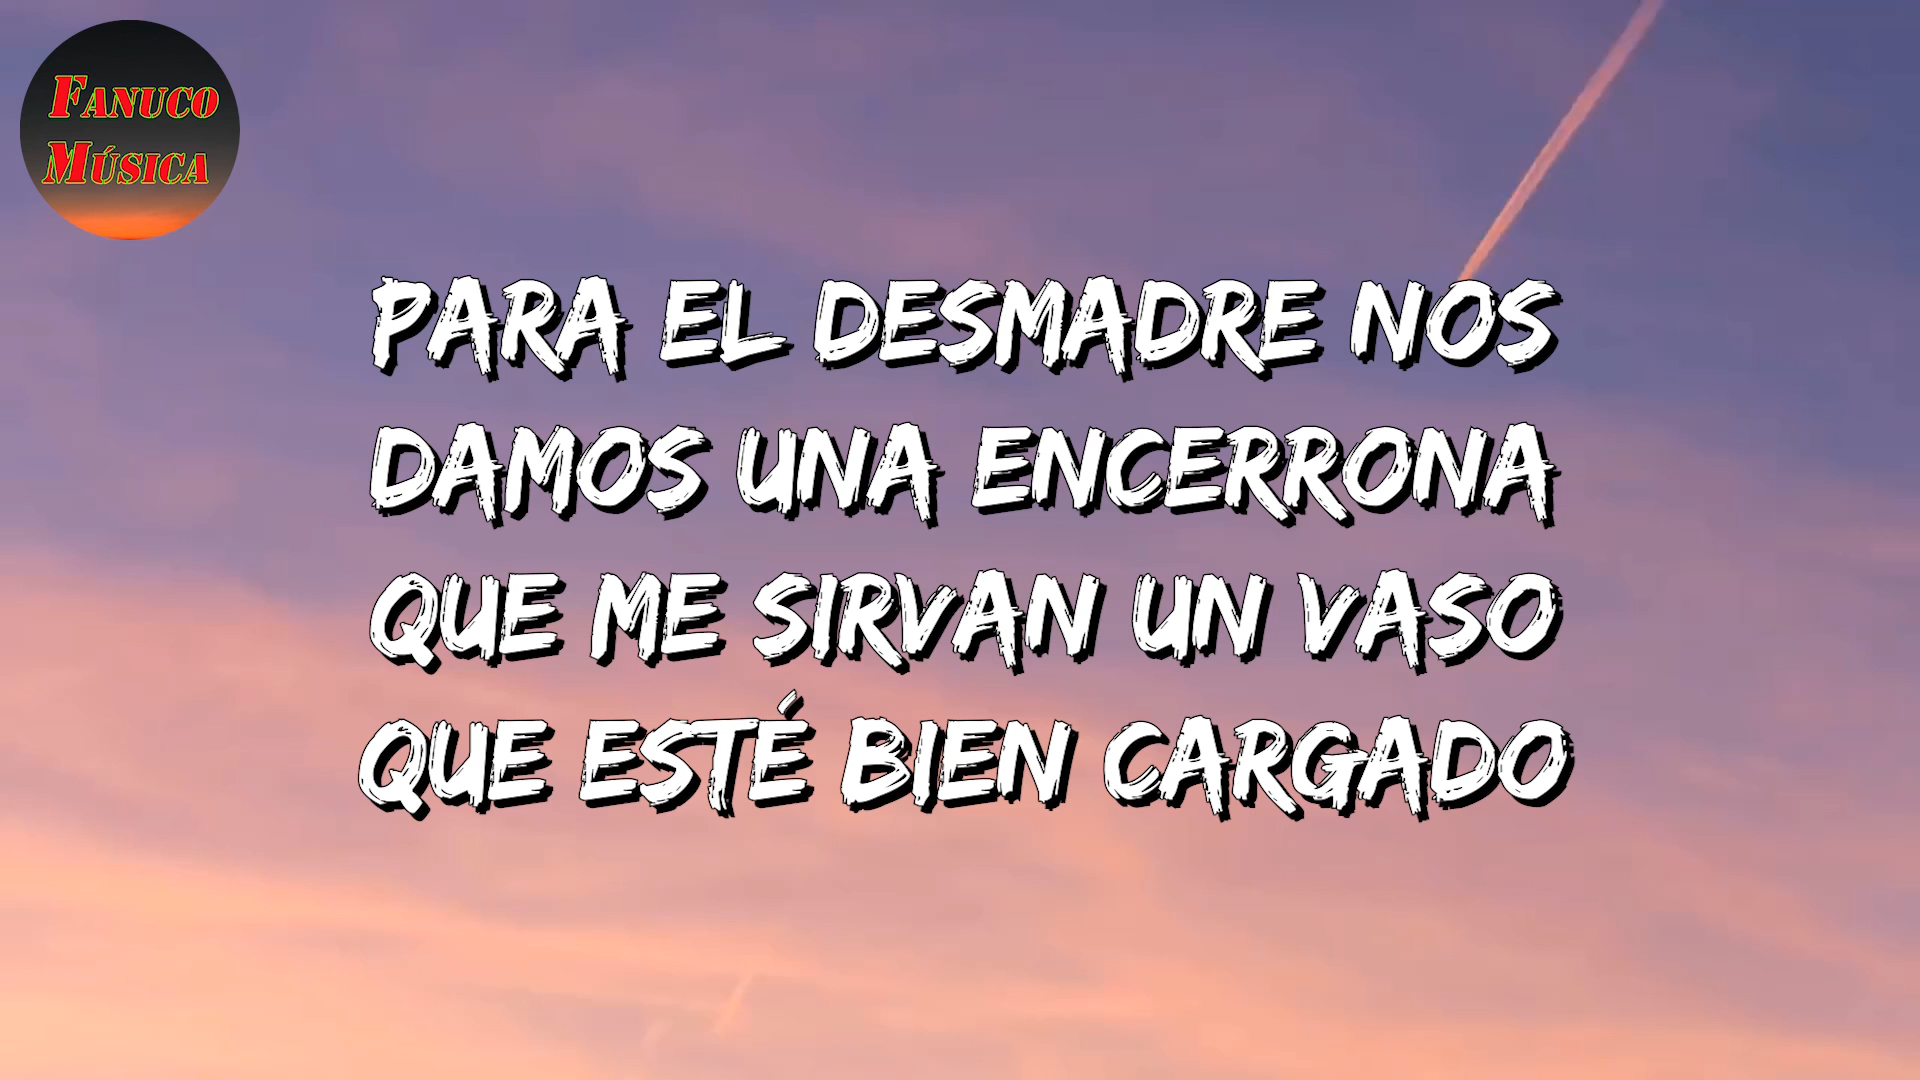 FANUCO
MÚSICA
PARA EL DESMADRE NOS
DAMOS UNA ENCERRONA
QUE ME SIRVAN UN VASO
QUE ESTÉ BIEN CARGADO